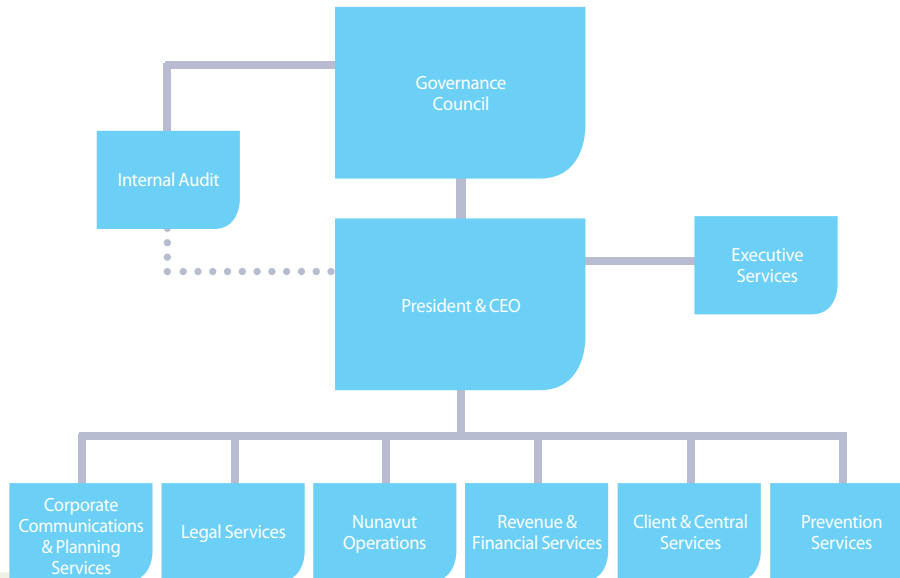 Governance
Council
Internal Audit
Executive
Services
President & CEO
Corporate
Communications
& Planning
Services
Legal Services
Nunavut
Operations
Revenue &
Financial Services
Client & Central
Services
Prevention
Services